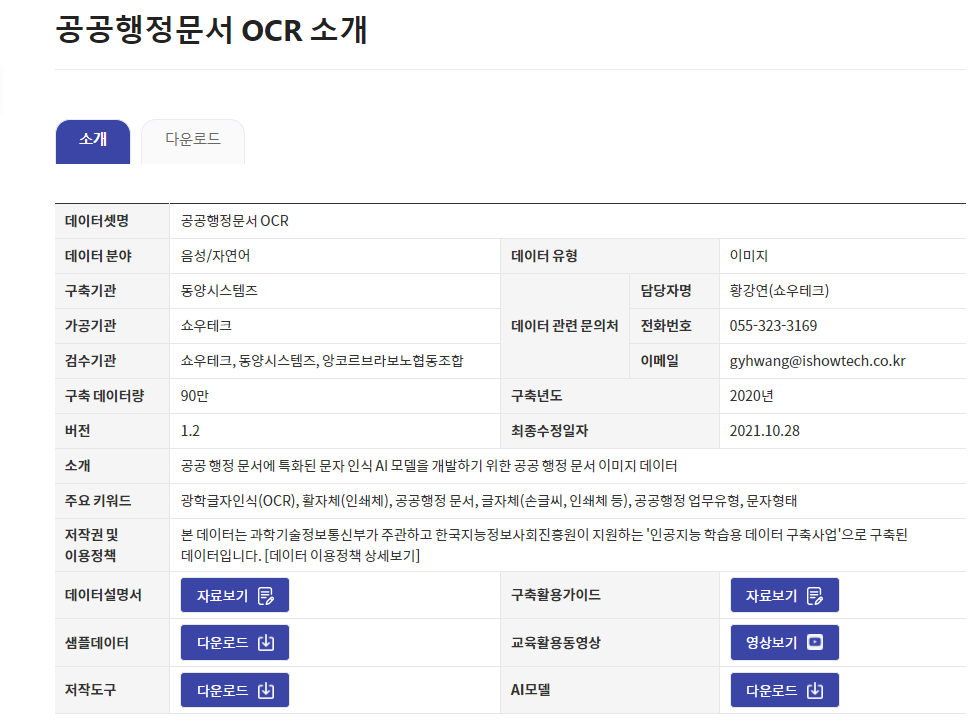 공공행정문서 OCR 소개
소개
다운로드
데이터셋명 공공행정문서 OCR
데이터 분야 음성/자연어 데이터 유형 이미지
구축기관 동양시스템즈 데이터 관련 문의처 담당자명 황강연(쇼우테크)
가공기관 쇼우테크 전화번호 055-323-3169
검수기관 쇼우테크, 동양시스템즈, 앙코르브라보노협동조합 이메일 gyhwang@ishowtech.co.kr
구축 데이터량 90만 구축년도 2020년
버전 1.2 최종수정일자 2021.10.28
소개 공공 행정 문서에 특화된 문자 인식 AI 모델을 개발하기 위한 공공 행정 문서 이미지 데이터
주요 키워드 광학글자인식(OCR), 활자체(인쇄체), 공공행정 문서, 글자체(손글씨, 인쇄체 등), 공공행정 업무유형, 문자형태
저작권 및
이용정책
본 데이터는 과학기술정보통신부가 주관하고 한국지능정보사회진흥원이 지원하는 '인공지능 학습용 데이터 구축사업'으로 구축된
데이터입니다. [데이터 이용정책 상세보기]
데이터설명서 자료보기 구축활용가이드 자료보기
샘플데이터 다운로드 교육활용동영상 영상보기
저작도구 다운로드 AI모델 다운로드